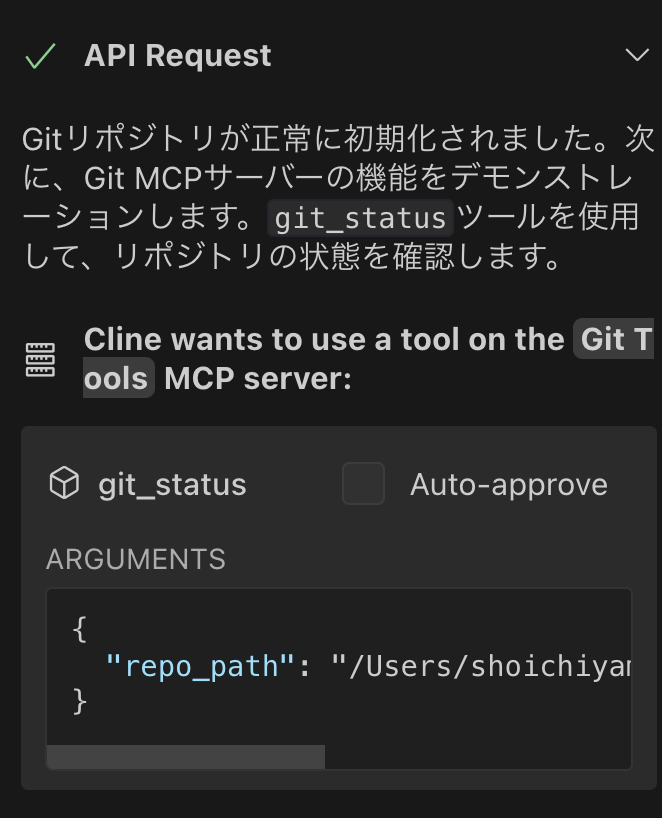 API Request
Gitリポジトリが正常に初期化されました。次
に、Git MCPサーバーの機能をデモンストレ
ーションします。git_statusツールを使用
して、リポジトリの状態を確認します。
Cline wants to use a tool on the Git T
ools MCP server:
git_status Auto-approve
ARGUMENTS
{
"repo_path": "/Users/shoichiyam
}